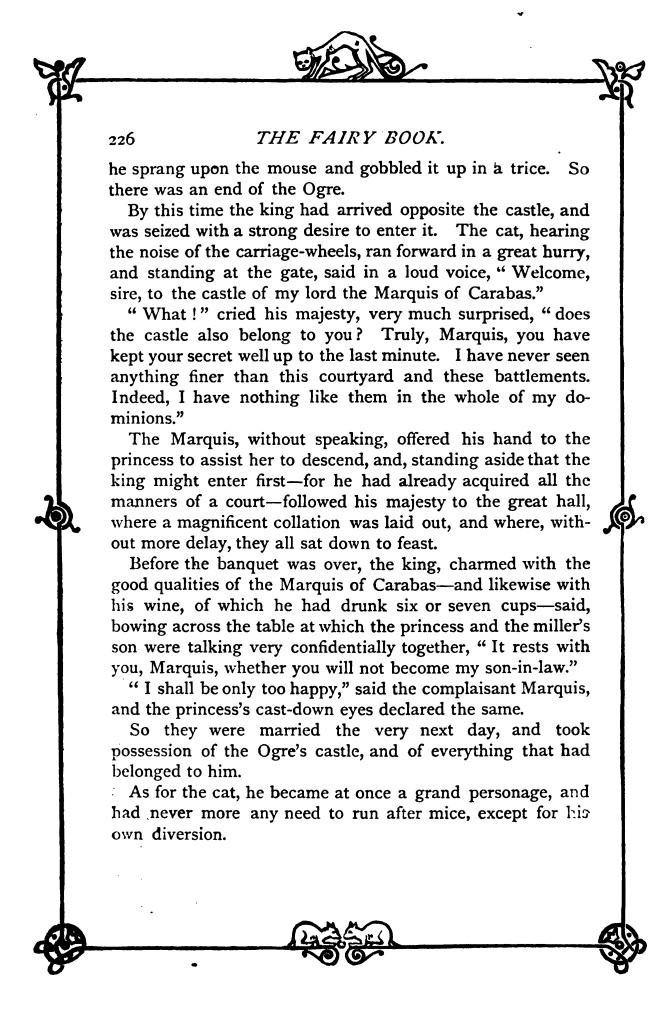 226 THE FAIRY BOOK.
he sprang upon the mouse and gobbled it up in a trice. So
there was an end of the Ogre.
By this time the king had arrived opposite the castle, and
was seized with a strong desire to enter it. The cat, hearing
the noise of the carriage-wheels, ran forward in a great hurry,
and standing at the gate, said in a loud voice, “ Welcome,
sire, to the castle of my lord the Marquis of Carabas.”
“ What ! ” cried his majesty, very much surprised, “ does
the castle also belong to you ? Truly, Marquis, you have
kept your secret well up to the last minute. I have never seen
anything finer than this courtyard and these battlements.
Indeed, I have nothing like them in the whole of my do-
minions.”
The Marquis, without speaking, offered his hand to the
princess to assist her to descend, and, standing aside that the
king might enter first—for he had already acquired all the
manners of a court—followed his majesty to the great hall,
where a magnificent collation was laid out, and where, with-
out more delay, they all sat down to feast.
Before the banquet was over, the king, charmed with the
good qualities of the Marquis of Carabas—and likewise with
his wine, of which he had drunk six or seven cups—said,
bowing across the table at which the princess and the miller’s
son were talking very confidentially together, “ It rests with
you, Marquis, whether you will not become my son-in-law.”
“ I shall be only too happy,” said the complaisant Marquis,
and the princess’s cast-down eyes declared the same.
So they were married the very next day, and took
possession of the Ogre’s castle, and of everything that had
belonged to him.
As for the cat, he became at once a grand personage, and
had never more any need to run after mice, except for his
own diversion.